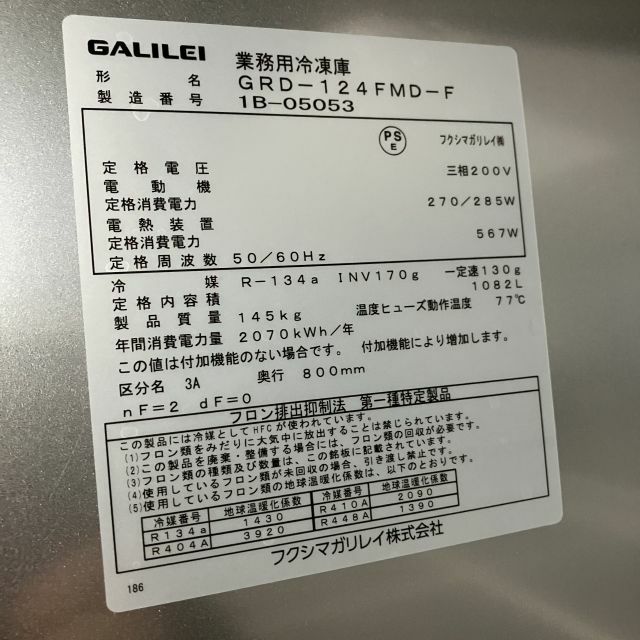 GALILEI 業務用冷凍庫
形名 GRD-124FMD-F
製造番号 1B-05053
PS E フクシマガリレイ㈱
定格電圧 三相200V
電動機
定格消費電力 270/285W
電熱装置
定格消費電力 567W
定格周波数 50/60Hz
冷媒 R-134a INV170g 一定速130g
定格内容積 1082L
製品質量 145kg 温度ヒューズ動作温度 77℃
年間消費電力量 2070kWh/年
この値は付加機能のない場合です。 付加機能により増加します。
区分名 3A 奥行 800mm
nF=2 dF=0
フロン排出抑制法 第一種特定製品
この製品には冷媒としてHFCが使われています。
(1)フロン類をみだりに大気中に放出することは禁じられています。
(2)この製品を廃棄・整備する場合には、フロン類の回収が必要です。
(3)フロン類の種類及び数量は、この銘板に記載されています。
(4)使用しているフロン類が未回収の場合、引き渡し禁止です。
(5)使用しているフロン類の地球温暖化係数は、以下のとおりです。
冷媒番号 地球温暖化係数 R410A 2090
R134a 1430 R448A 1390
R404A 3920
フクシマガリレイ株式会社
186